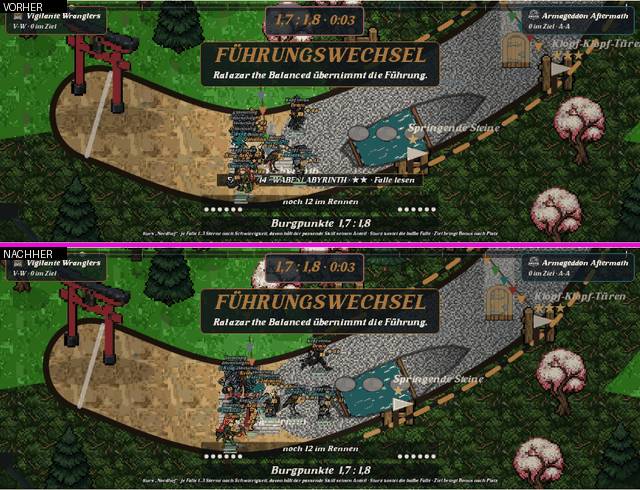 VORHER
Vigilante Wranglers
V-W · 0 im Ziel
1,7 : 1,8 · 0:03
Armageddon Aftermath
0 im Ziel · A-A
Klopf-Klopf-Türen
FÜHRUNGSWECHSEL
Ralazar the Balanced übernimmt die Führung.
Springende Steine
WABENLABYRINTH · ★★ · Falle lesen
noch 12 im Rennen
Burgpunkte 1,7 : 1,8
NACHHER
Vigilante Wranglers
V-W · 0 im Ziel
1,7 : 1,8 · 0:03
Armageddon Aftermath
0 im Ziel · A-A
Klopf-Klopf-Türen
FÜHRUNGSWECHSEL
Ralazar the Balanced übernimmt die Führung.
Springende Steine
noch 12 im Rennen
Burgpunkte 1,7 : 1,8